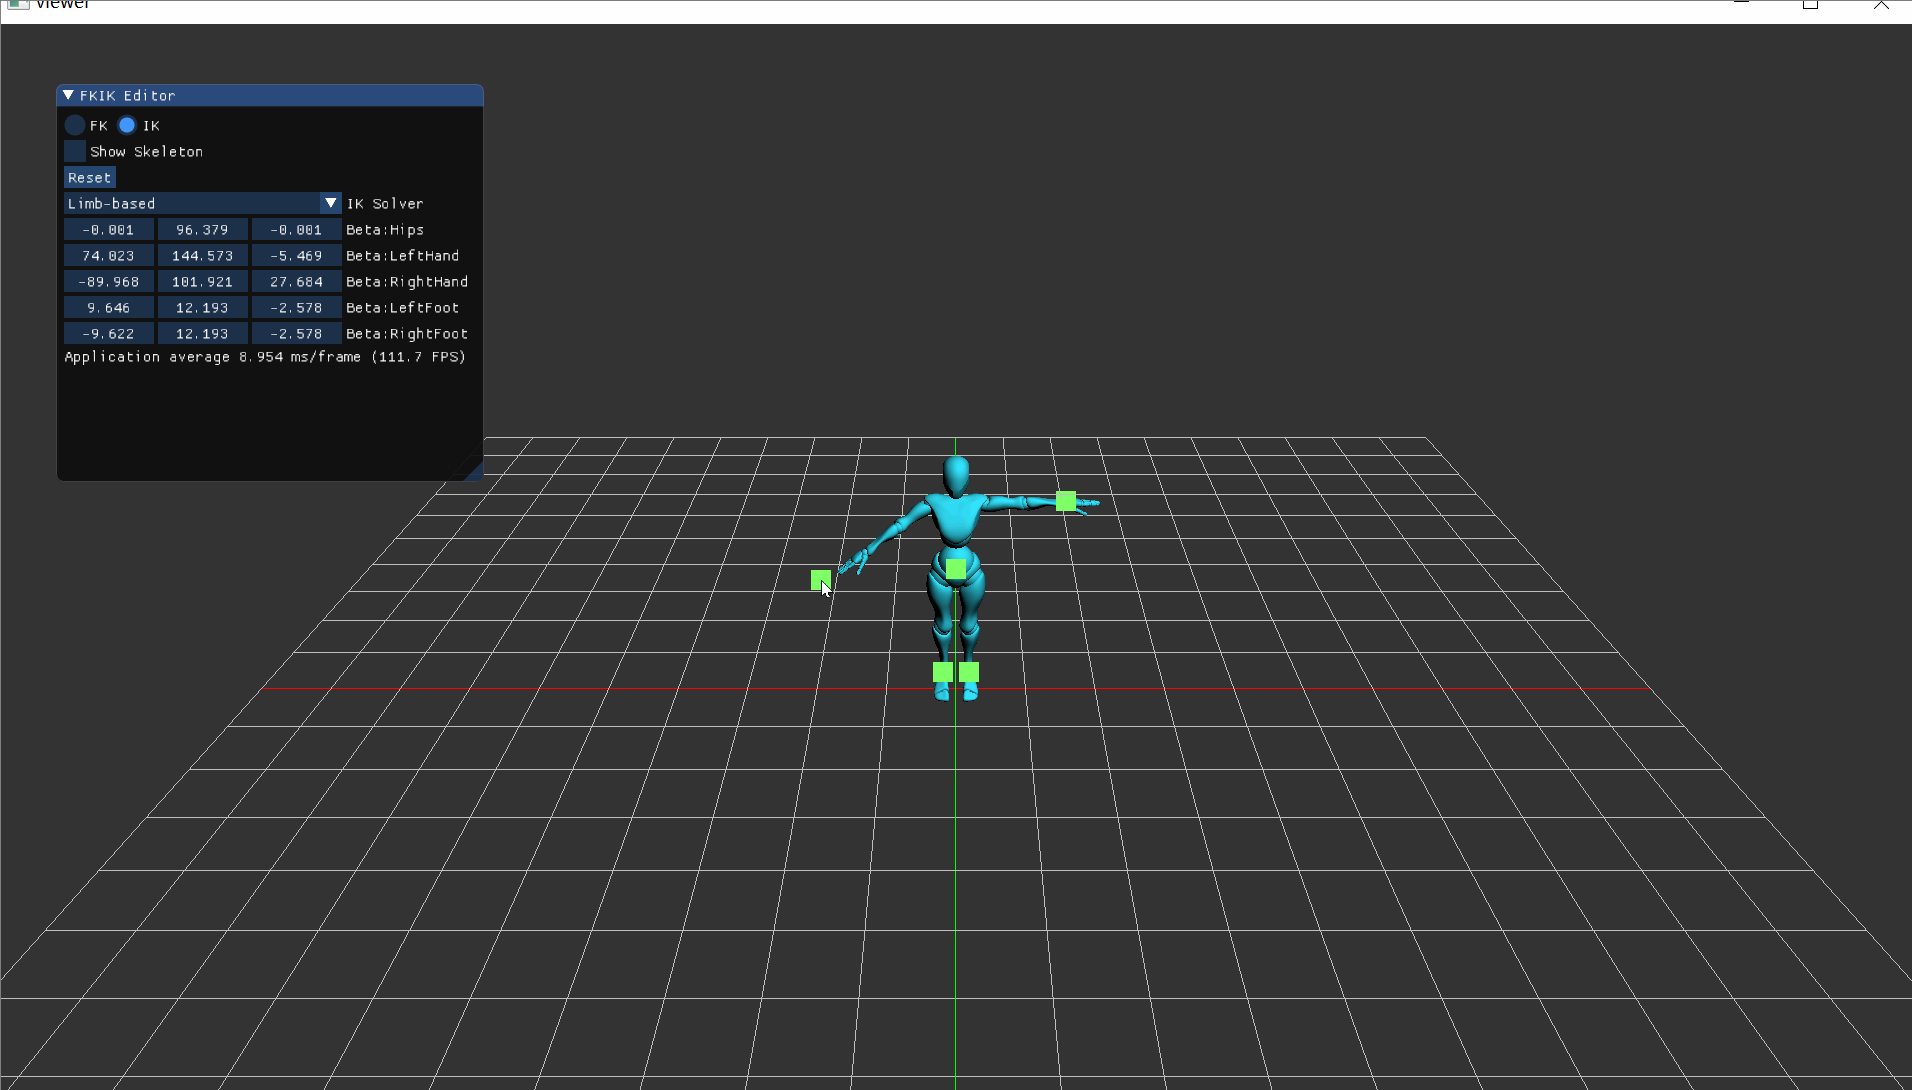 Viewer
FKIK Editor
FK IK
Show Skeleton
Reset
Limb-based IK Solver
-0.001 96.379 -0.001 Beta:Hips
74.023 144.573 -5.469 Beta:LeftHand
-89.968 101.921 27.684 Beta:RightHand
9.646 12.193 -2.578 Beta:LeftFoot
-9.622 12.193 -2.578 Beta:RightFoot
Application average 8.954 ms/frame (111.7 FPS)